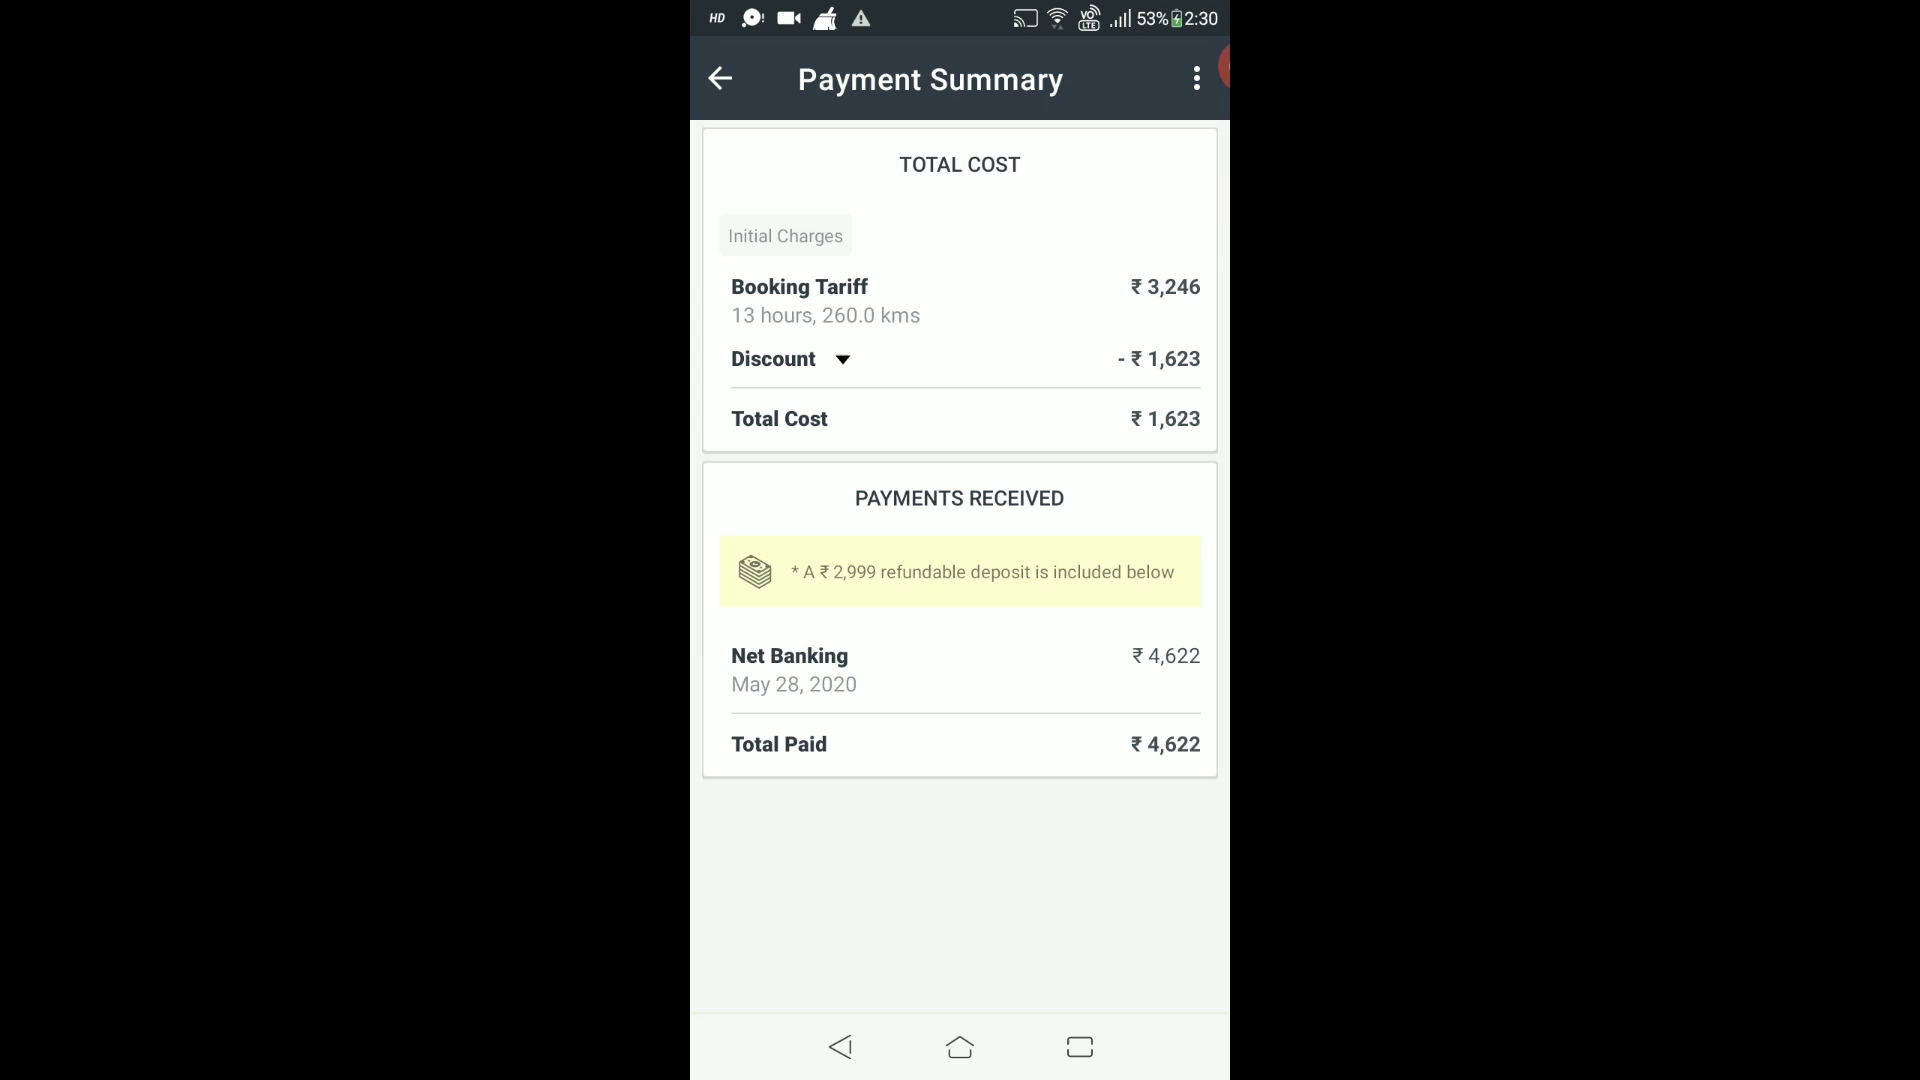 HD
VO
LTE
53%
2:30
Payment Summary
TOTAL COST
Initial Charges
Booking Tariff
₹ 3,246
13 hours, 260.0 kms
Discount
- ₹ 1,623
Total Cost
₹ 1,623
PAYMENTS RECEIVED
* A ₹ 2,999 refundable deposit is included below
Net Banking
₹ 4,622
May 28, 2020
Total Paid
₹ 4,622